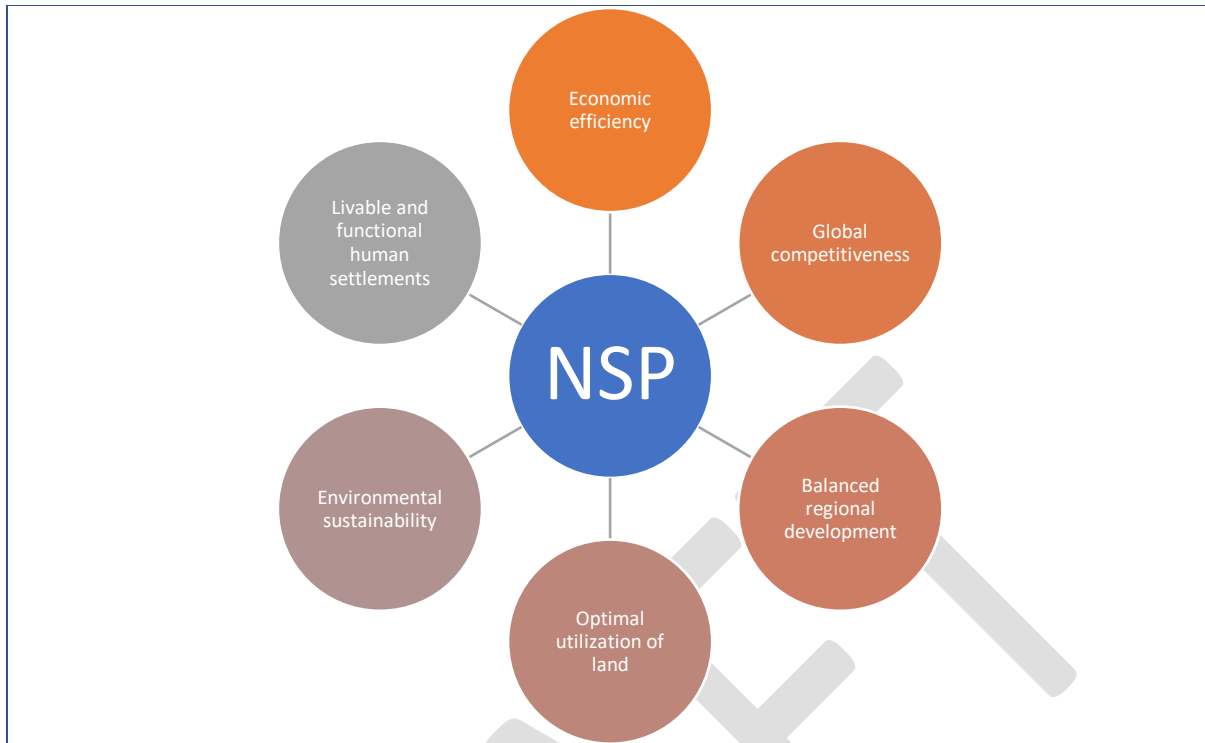 Economic
efficiency
Global
competitiveness
Balanced
regional
development
Optimal
utilization of
land
Environmental
sustainability
Livable and
functional
human
settlements
NSP